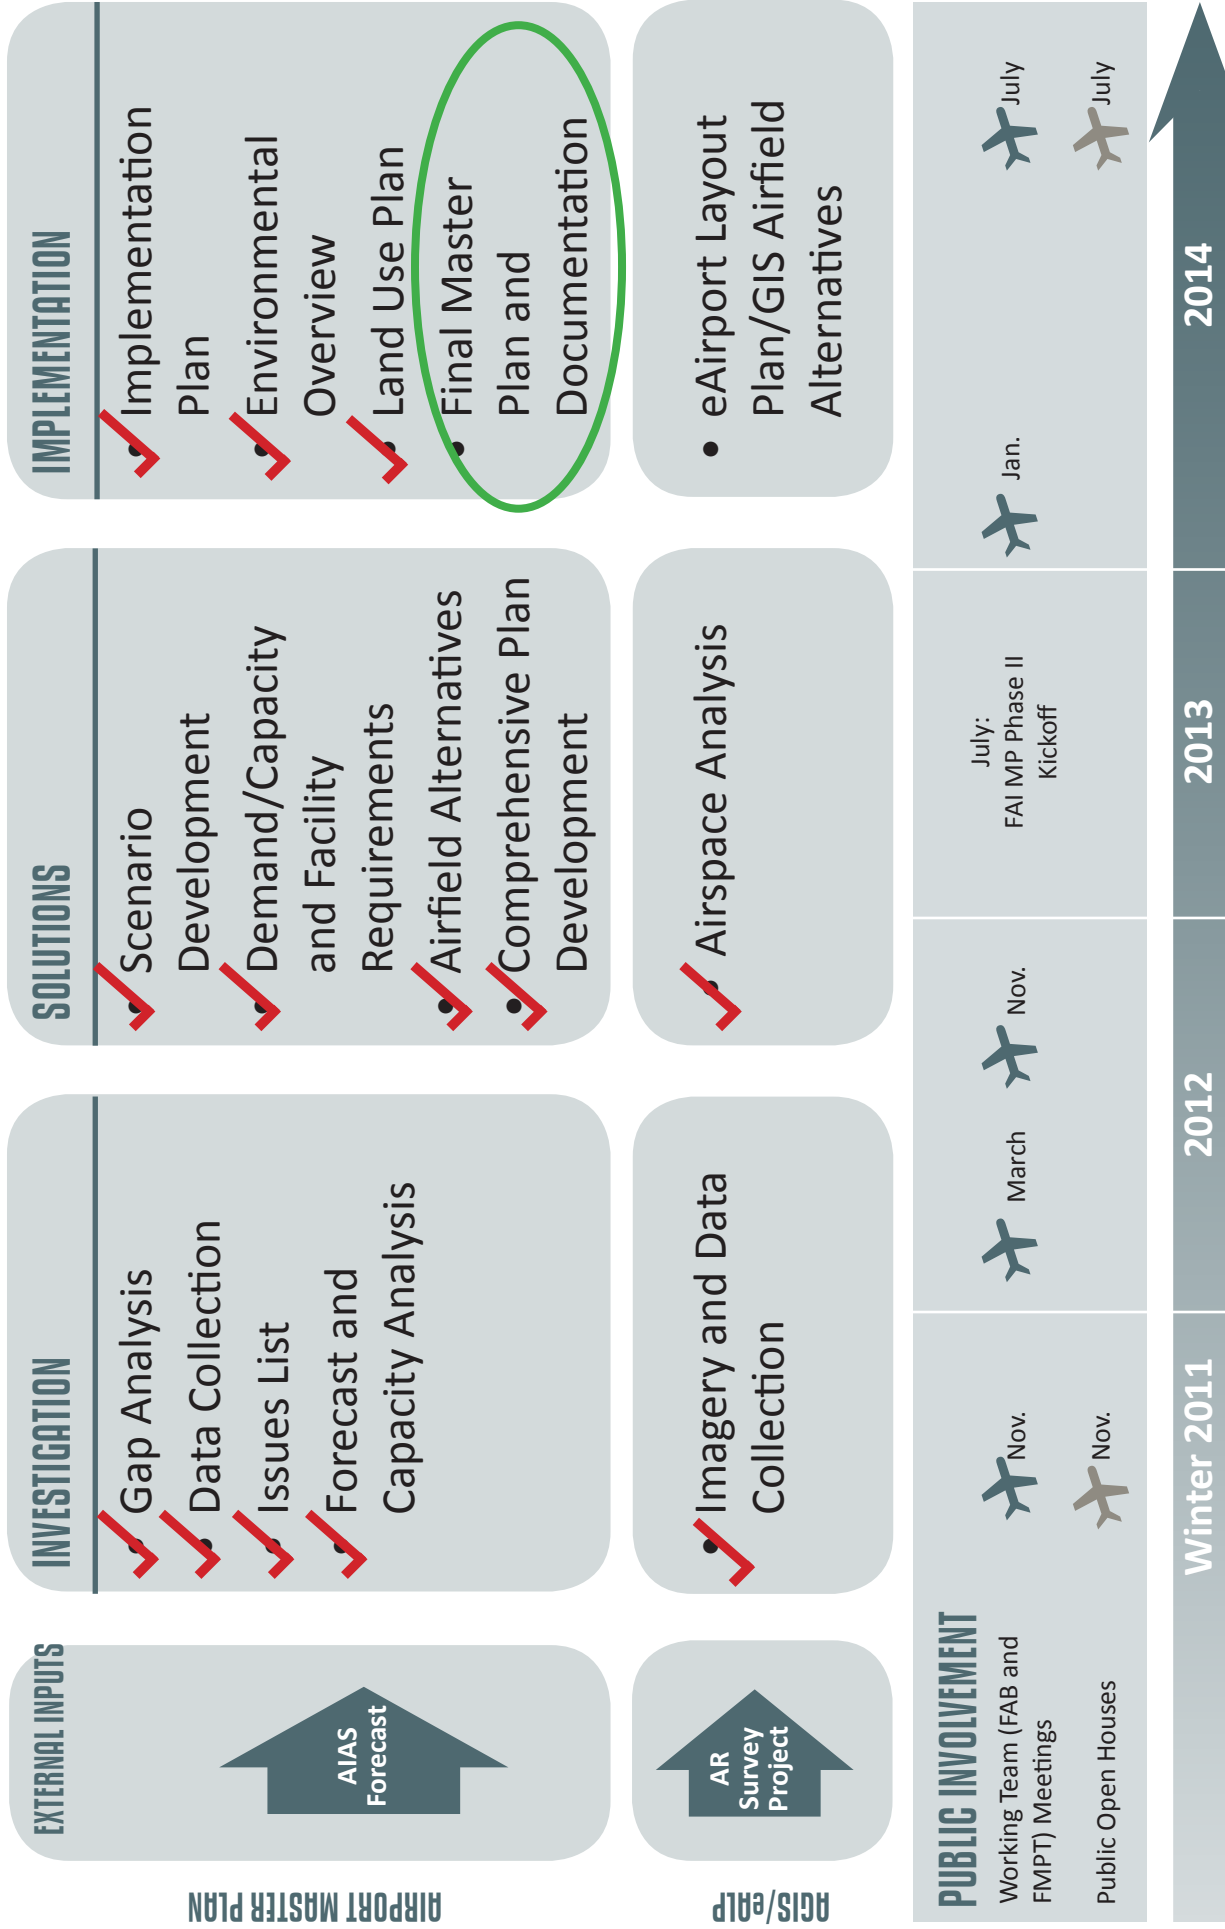 EXTERNAL INPUTS
AIRPORT MASTER PLAN
AIAS
Forecast
INVESTIGATION
• Gap Analysis
• Data Collection
• Issues List
• Forecast and
Capacity Analysis
SOLUTIONS
• Scenario
Development
• Demand/Capacity
and Facility
Requirements
• Airfield Alternatives
• Comprehensive Plan
Development
IMPLEMENTATION
• Implementation
Plan
• Environmental
Overview
• Land Use Plan
• Final Master
Plan and
Documentation
AGIS/eALP
AR
Survey
Project
• Imagery and Data
Collection
• Airspace Analysis
• eAirport Layout
Plan/GIS Airfield
Alternatives
PUBLIC INVOLVEMENT
Working Team (FAB and
FMPT) Meetings
Nov.
March
Nov.
July:
FAI MP Phase II
Kickoff
Jan.
July
Public Open Houses
Nov.
July
Winter 2011
2012
2013
2014